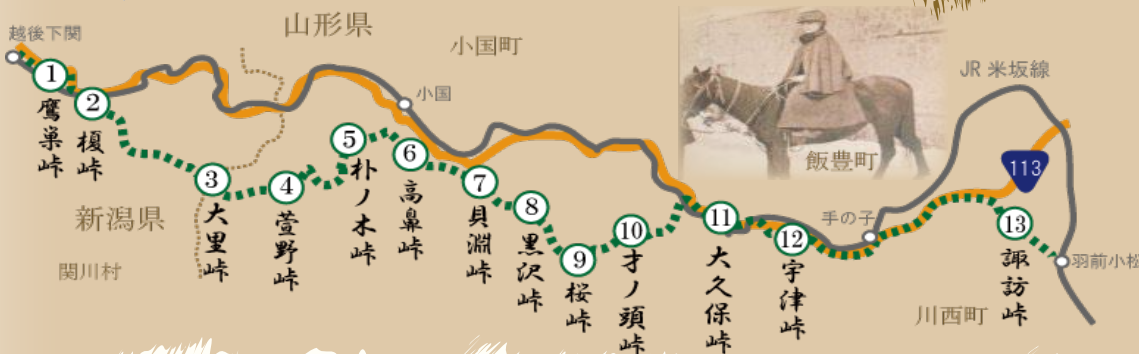 越後下関
山形県
小国町
JR 米坂線
小国
飯豊町
113
手の子
羽前小松
川西町
新潟県
関川村
1 鷹巣峠
2 榎峠
3 大里峠
4 萱野峠
5 朴ノ木峠
6 高鼻峠
7 貝淵峠
8 黒沢峠
9 桜峠
10 才ノ頭峠
11 大久保峠
12 宇津峠
13 諏訪峠